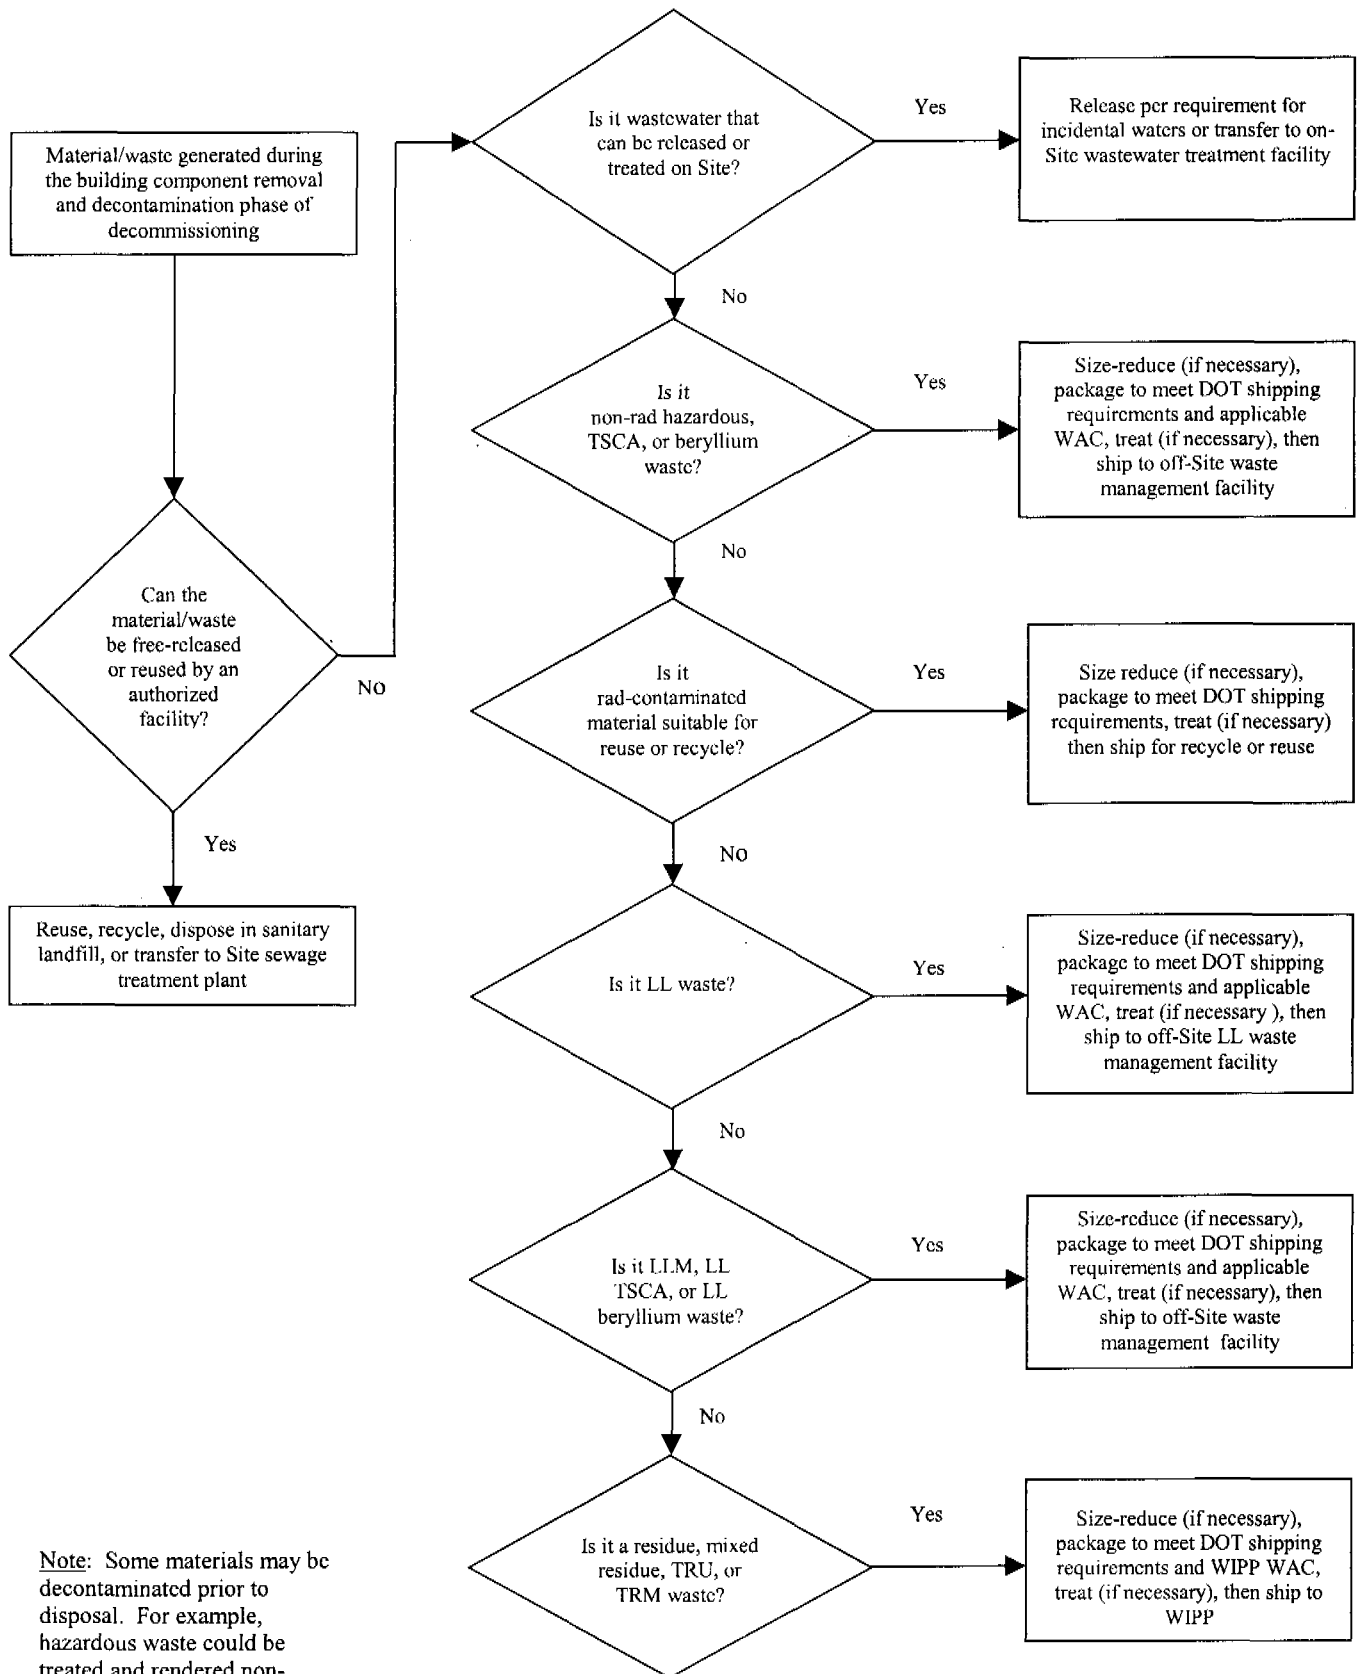 Material/waste generated during
the building component removal
and decontamination phase of
decommissioning
Can the
material/waste
be free-released
or reused by an
authorized
facility?
No
Yes
Reuse, recycle, dispose in sanitary
landfill, or transfer to Site sewage
treatment plant
Is it wastewater that
can be released or
treated on Site?
Yes
Release per requirement for
incidental waters or transfer to on-
Site wastewater treatment facility
No
Is it
non-rad hazardous,
TSCA, or beryllium
waste?
Yes
Size-reduce (if necessary),
package to meet DOT shipping
requirements and applicable
WAC, treat (if necessary), then
ship to off-Site waste
management facility
No
Is it
rad-contaminated
material suitable for
reuse or recycle?
Yes
Size reduce (if necessary),
package to meet DOT shipping
requirements, treat (if necessary)
then ship for recycle or reuse
No
Is it LL waste?
Yes
Size-reduce (if necessary),
package to meet DOT shipping
requirements and applicable
WAC, treat (if necessary ), then
ship to off-Site LL waste
management facility
No
Is it LLM, LL
TSCA, or LL
beryllium waste?
Yes
Size-reduce (if necessary),
package to meet DOT shipping
requirements and applicable
WAC, treat (if necessary), then
ship to off-Site waste
management facility
No
Is it a residue, mixed
residue, TRU, or
TRM waste?
Yes
Size-reduce (if necessary),
package to meet DOT shipping
requirements and WIPP WAC,
treat (if necessary), then ship to
WIPP
Note: Some materials may be
decontaminated prior to
disposal. For example,
hazardous waste could be
treated and rendered non-